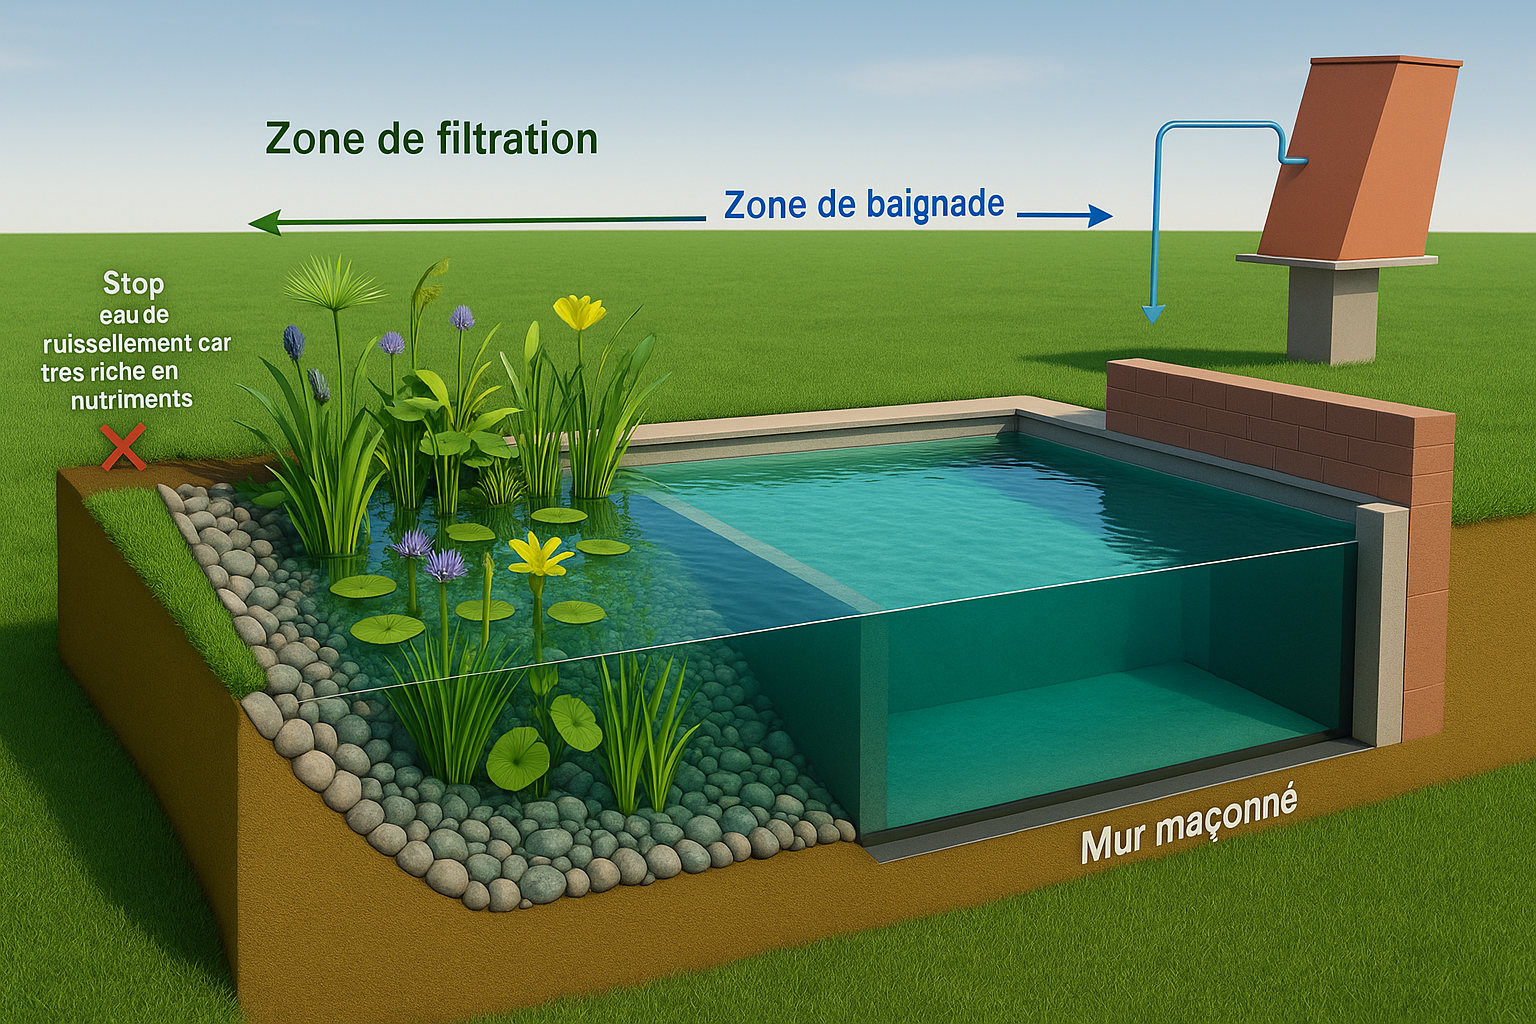 Zone de filtration
Zone de baignade
Stop
eau de
ruissellement car
tres riche en
nutriments
Mur maçonné